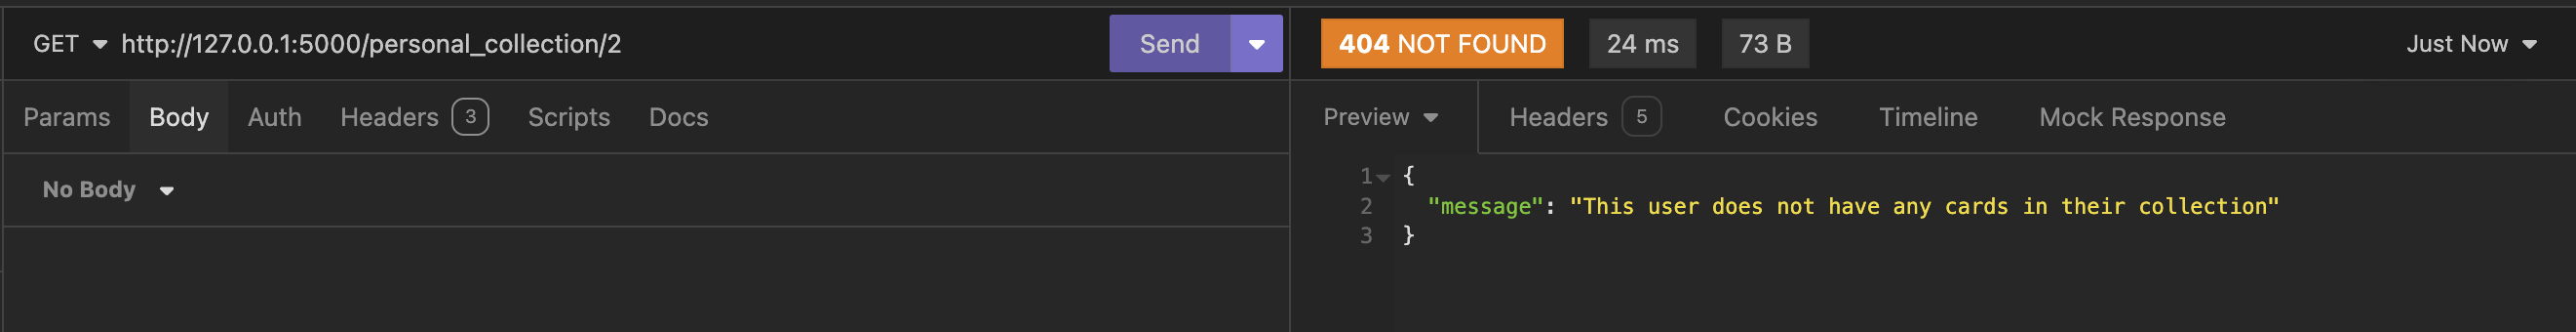 GET http://127.0.0.1:5000/personal_collection/2 Send 404 NOT FOUND 24 ms 73 B Just Now
Params Body Auth Headers 3 Scripts Docs Preview Headers 5 Cookies Timeline Mock Response
No Body
1 {
2 "message": "This user does not have any cards in their collection"
3 }